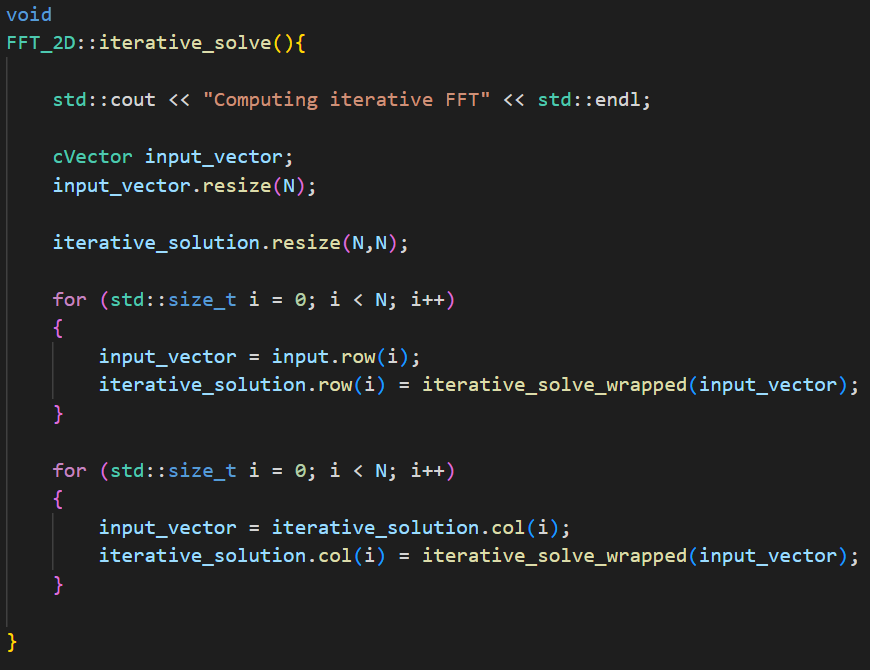 void
FFT_2D::iterative_solve(){
std::cout << "Computing iterative FFT" << std::endl;
cVector input_vector;
input_vector.resize(N);
iterative_solution.resize(N,N);
for (std::size_t i = 0; i < N; i++)
{
input_vector = input.row(i);
iterative_solution.row(i) = iterative_solve_wrapped(input_vector);
}
for (std::size_t i = 0; i < N; i++)
{
input_vector = iterative_solution.col(i);
iterative_solution.col(i) = iterative_solve_wrapped(input_vector);
}
}